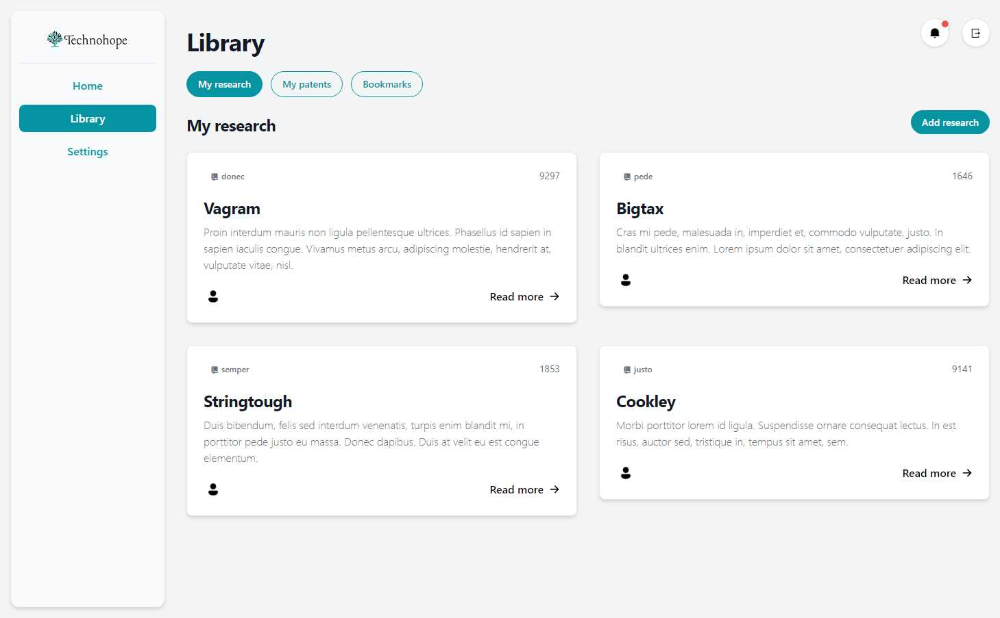 Technohope
Home
Library
Settings
Library
My research
My patents
Bookmarks
My research
Add research
donec
9297
Vagram
Proin interdum mauris non ligula pellentesque ultrices. Phasellus id sapien in
sapien iaculis congue. Vivamus metus arcu, adipiscing molestie, hendrerit at,
vulputate vitae, nisl.
Read more
pede
1646
Bigtax
Cras mi pede, malesuada in, imperdiet et, commodo vulputate, justo. In
blandit ultrices enim. Lorem ipsum dolor sit amet, consectetuer adipiscing elit.
Read more
semper
1853
Stringtough
Duis bibendum, felis sed interdum venenatis, turpis enim blandit mi, in
porttitor pede justo eu massa. Donec dapibus. Duis at velit eu est congue
elementum.
Read more
justo
9141
Cookley
Morbi porttitor lorem id ligula. Suspendisse ornare consequat lectus. In est
risus, auctor sed, tristique in, tempus sit amet, sem.
Read more